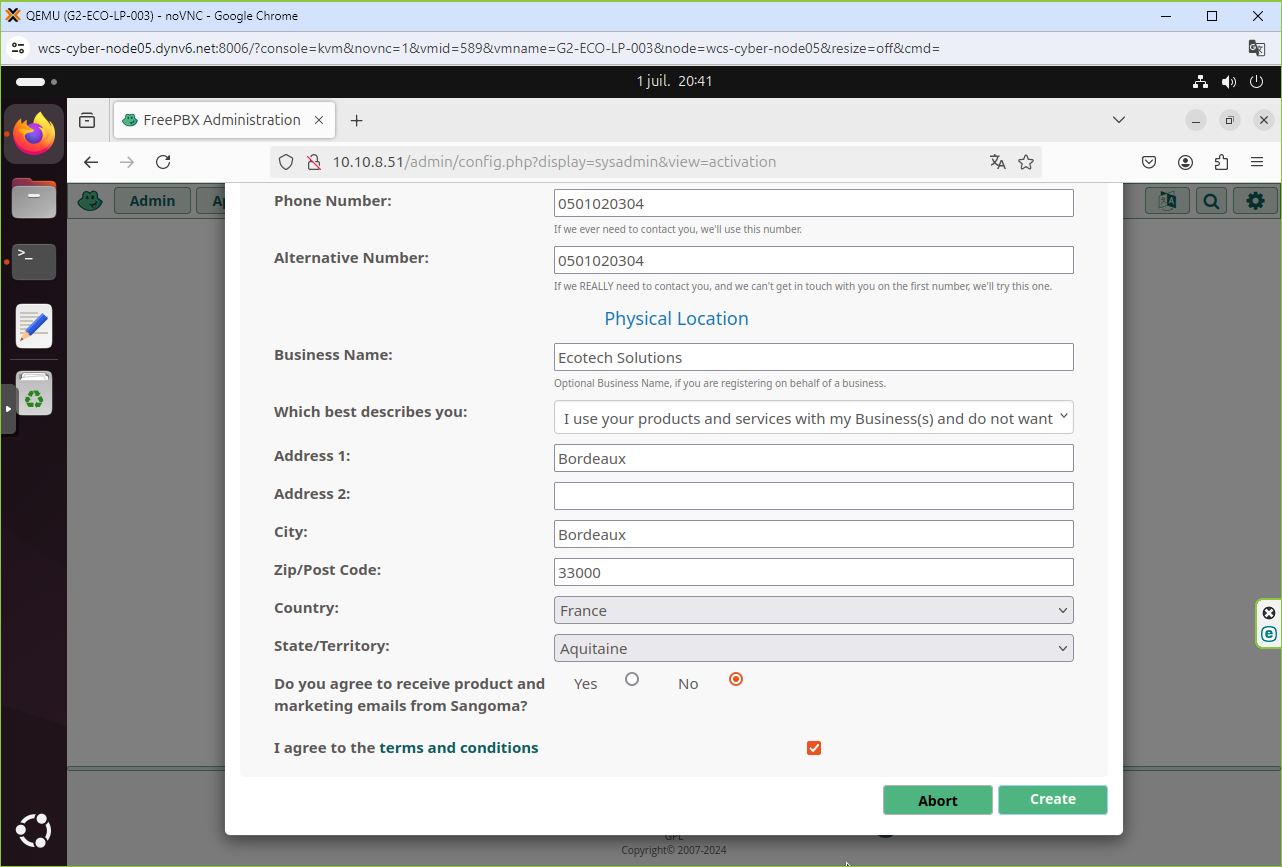 QEMU (G2-ECO-LP-003) - noVNC - Google Chrome
wcs-cyber-node05.dynv6.net:8006/?console=kvm&novnc=1&vmid=589&vmname=G2-ECO-LP-003&node=wcs-cyber-node05&resize=off&cmd=
1 juil. 20:41
FreePBX Administration
10.10.8.51/admin/config.php?display=sysadmin&view=activation
Admin
Phone Number:
0501020304
If we ever need to contact you, we'll use this number.
Alternative Number:
0501020304
If we REALLY need to contact you, and we can't get in touch with you on the first number, we'll try this one.
Physical Location
Business Name:
Ecotech Solutions
Optional Business Name, if you are registering on behalf of a business.
Which best describes you:
I use your products and services with my Business(s) and do not want
Address 1:
Bordeaux
Address 2:
City:
Bordeaux
Zip/Post Code:
33000
Country:
France
State/Territory:
Aquitaine
Do you agree to receive product and
marketing emails from Sangoma?
Yes
No
I agree to the terms and conditions
Abort
Create
GPL
Copyright© 2007-2024